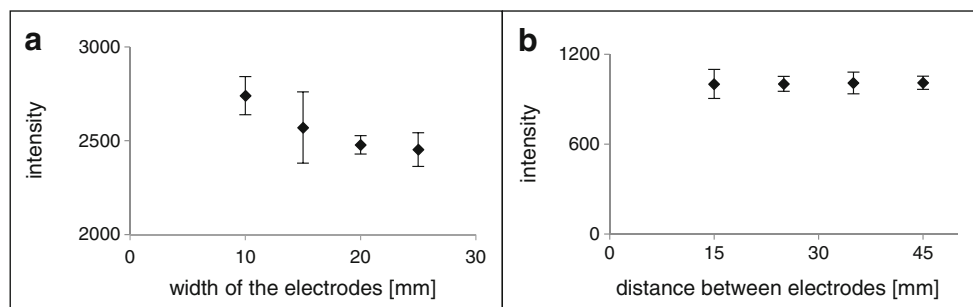 a
3000
2500
2000
intensity
0 10 20 30
width of the electrodes [mm]
b
1200
600
0
intensity
0 15 30 45
distance between electrodes [mm]